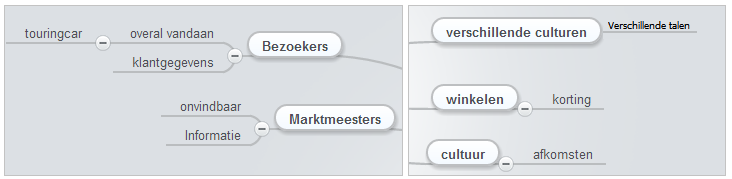 touringcar
overal vandaan
Bezoekers
klantgegevens
onvindbaar
Marktmeesters
Informatie
verschillende culturen
Verschillende talen
winkelen
korting
cultuur
afkomsten